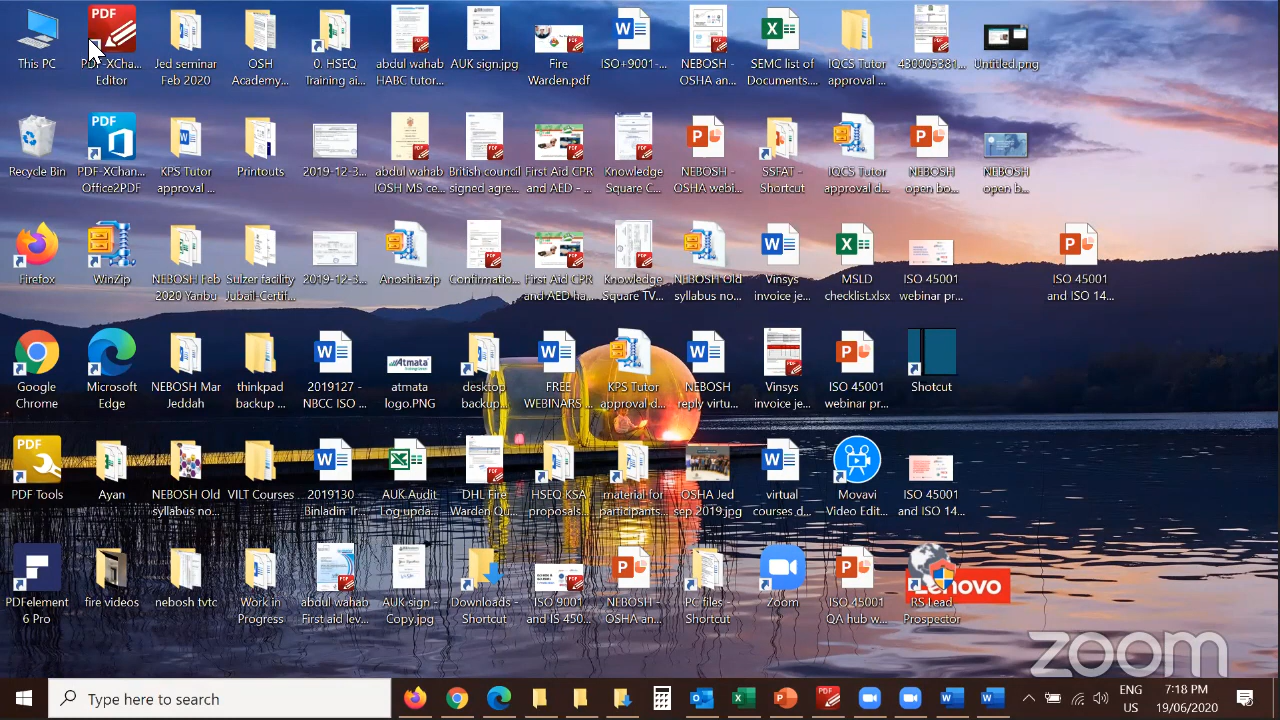 This PC
PDF-XCha...
Editor
Jed seminar
Feb 2020
OSH
Academy...
0. HSEQ
Training ai...
abdul wahab
HABC tutor...
AUK sign.jpg
Fire
Warden.pdf
ISO+9001-...
NEBOSH -
OSHA an...
SEMC list of
Documents...
IQCS Tutor
approval ...
430005381...
Untitled.png
Recycle Bin
PDF-XChan...
Office2PDF
KPS Tutor
approval ...
Printouts
2019-12-3...
abdul wahab
IOSH MS ce...
British council
signed agre...
First Aid CPR
and AED - ...
Knowledge
Square C...
NEBOSH -
OSHA webi...
SSFAT -
Shortcut
IQCS Tutor
approval d...
NEBOSH
open bo...
NEBOSH
open b...
Firefox
WinZip
NEBOSH Feb
2020 Yanbu
Sulzer facility
Jubail-Certif...
2019-12-3...
Anoshia.zip
Confirmatio...
First Aid CPR
and AED ha...
Knowledge
Square TV...
NEBOSH Old
syllabus no...
Vinsys
invoice je...
MSLD
checklist.xlsx
ISO 45001
webinar pr...
ISO 45001
and ISO 14...
Google
Chrome
Microsoft
Edge
NEBOSH Mar
Jeddah
thinkpad
backup ...
2019127 -
NBCC ISO ...
atmata
logo.PNG
desktop
backup...
FREE
WEBINARS ...
KPS Tutor
approval d...
NEBOSH
reply virtu...
Vinsys
invoice je...
ISO 45001
webinar pr...
Shotcut
PDF Tools
Ayan
NEBOSH Old
syllabus no...
VILT Courses
2019130 -
Binladin Tr...
AUK Audit
Log-upda...
DHL Fire
Warden Qu...
HSEQ KSA
proposals...
material for
participants...
OSHA Jed
sep 2019.jpg
virtual
courses.d...
Movavi
Video Edit...
ISO 45001
and ISO 14...
PDFelement
6 Pro
fire videos
nebosh tvtc
Work in
Progress
abdul wahab
First aid lev...
AUK sign -
Copy.jpg
Downloads -
Shortcut
ISO 9001
and IS 450...
NEBOSH -
OSHA an...
PC files -
Shortcut
Zoom
ISO 45001
QA hub w...
RS Lead
Prospector
Lenovo
zoom
Type here to search
ENG
US
7:18 PM
19/06/2020